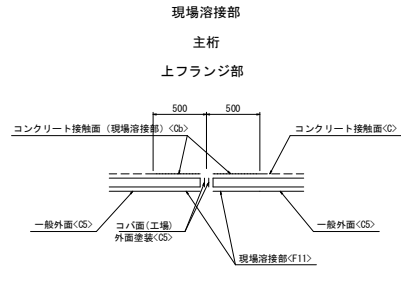 現場溶接部
主桁
上フランジ部
500 500
コンクリート接触面（現場溶接部）<Cb>
コンクリート接触面<C>
一般外面<C5>
コバ面(工場)
外面塗装<C5>
一般外面<C5>
現場溶接部<F11>